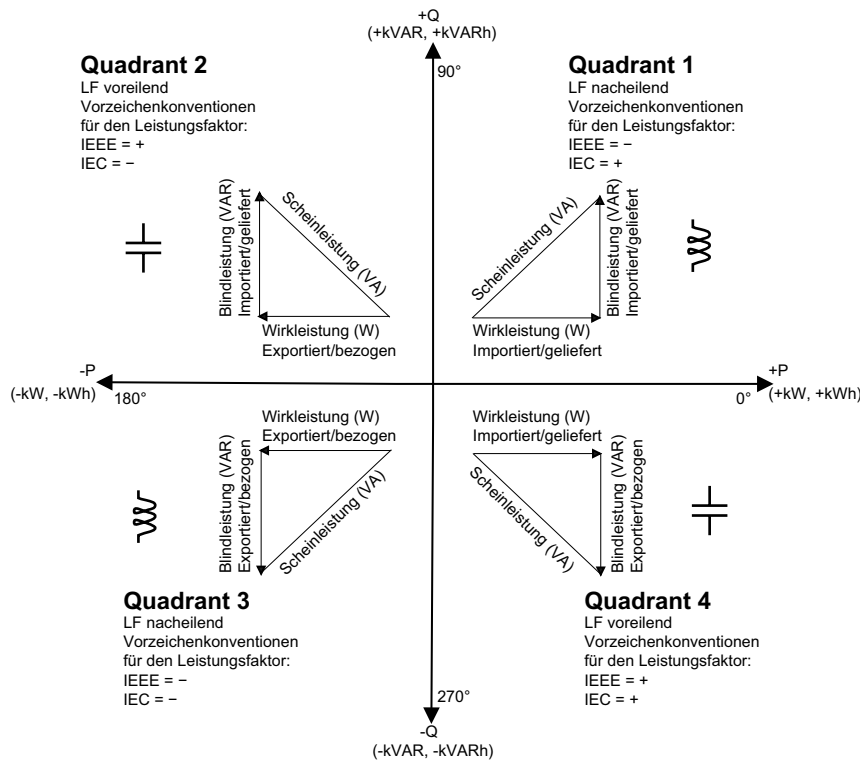 +Q
(+kVAR, +kVARh)
90°
Quadrant 2
LF voreilend
Vorzeichenkonventionen
für den Leistungsfaktor:
IEEE = +
IEC = −
Blindleistung (VAR)
Importiert/geliefert
Scheinleistung (VA)
Wirkleistung (W)
Exportiert/bezogen
Quadrant 1
LF nacheilend
Vorzeichenkonventionen
für den Leistungsfaktor:
IEEE = −
IEC = +
Scheinleistung (VA)
Blindleistung (VAR)
Importiert/geliefert
Wirkleistung (W)
Importiert/geliefert
-P
(-kW, -kWh)
180°
0°
+P
(+kW, +kWh)
Wirkleistung (W)
Exportiert/bezogen
Blindleistung (VAR)
Exportiert/bezogen
Scheinleistung (VA)
Quadrant 3
LF nacheilend
Vorzeichenkonventionen
für den Leistungsfaktor:
IEEE = −
IEC = −
Wirkleistung (W)
Importiert/geliefert
Scheinleistung (VA)
Blindleistung (VAR)
Exportiert/bezogen
Quadrant 4
LF voreilend
Vorzeichenkonventionen
für den Leistungsfaktor:
IEEE = +
IEC = +
270°
-Q
(-kVAR, -kVARh)